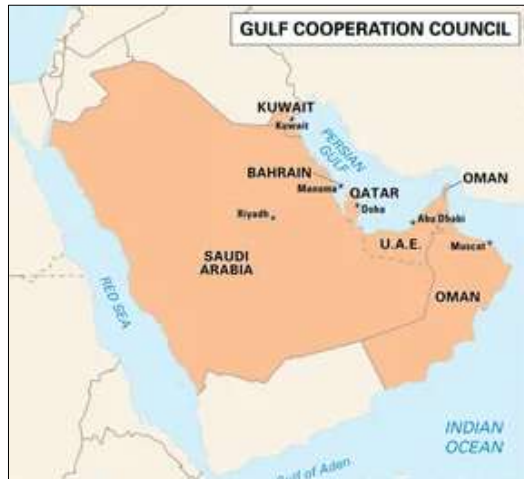 GULF COOPERATION COUNCIL
KUWAIT
Kuwait
PERSIAN
GULF
BAHRAIN
Manama
QATAR
Doha
OMAN
Abu Dhabi
Riyadh
U.A.E.
Muscat
SAUDI
ARABIA
OMAN
RED SEA
INDIAN
OCEAN
Gulf of Aden